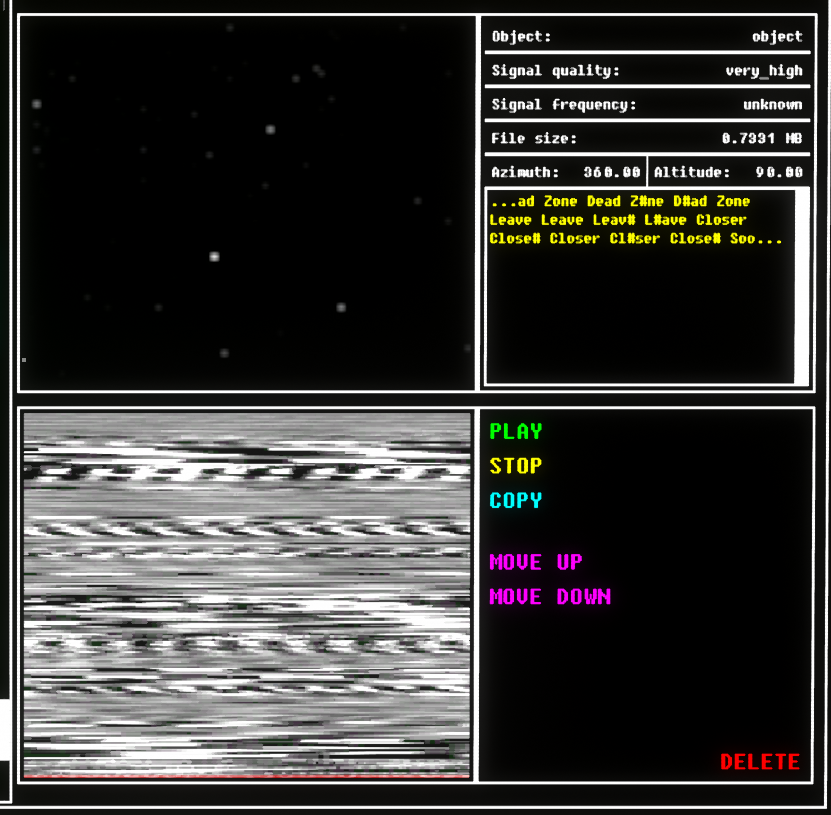 Object: object
Signal quality: very_high
Signal frequency: unknown
File size: 0.7331 MB
Azimuth: 360.00 Altitude: 90.00
...ad Zone Dead Z#ne D#ad Zone
Leave Leave Leav# L#ave Closer
Close# Closer Cl#ser Close# Soo...
PLAY
STOP
COPY
MOVE UP
MOVE DOWN
DELETE